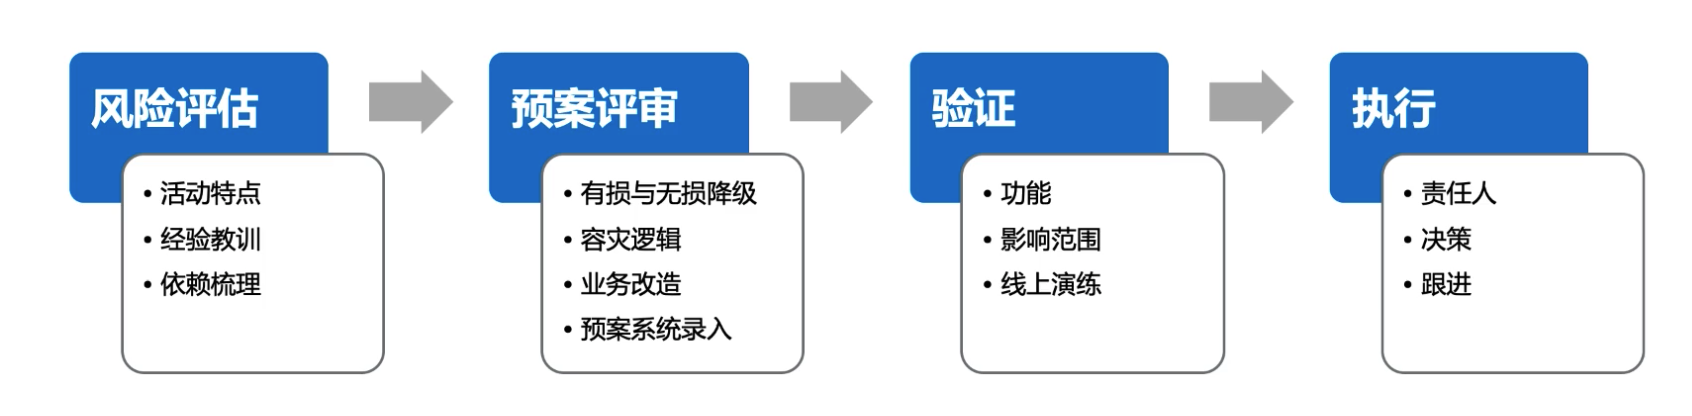 风险评估
• 活动特点
• 经验教训
• 依赖梳理
预案评审
• 有损与无损降级
• 容灾逻辑
• 业务改造
• 预案系统录入
验证
• 功能
• 影响范围
• 线上演练
执行
• 责任人
• 决策
• 跟进